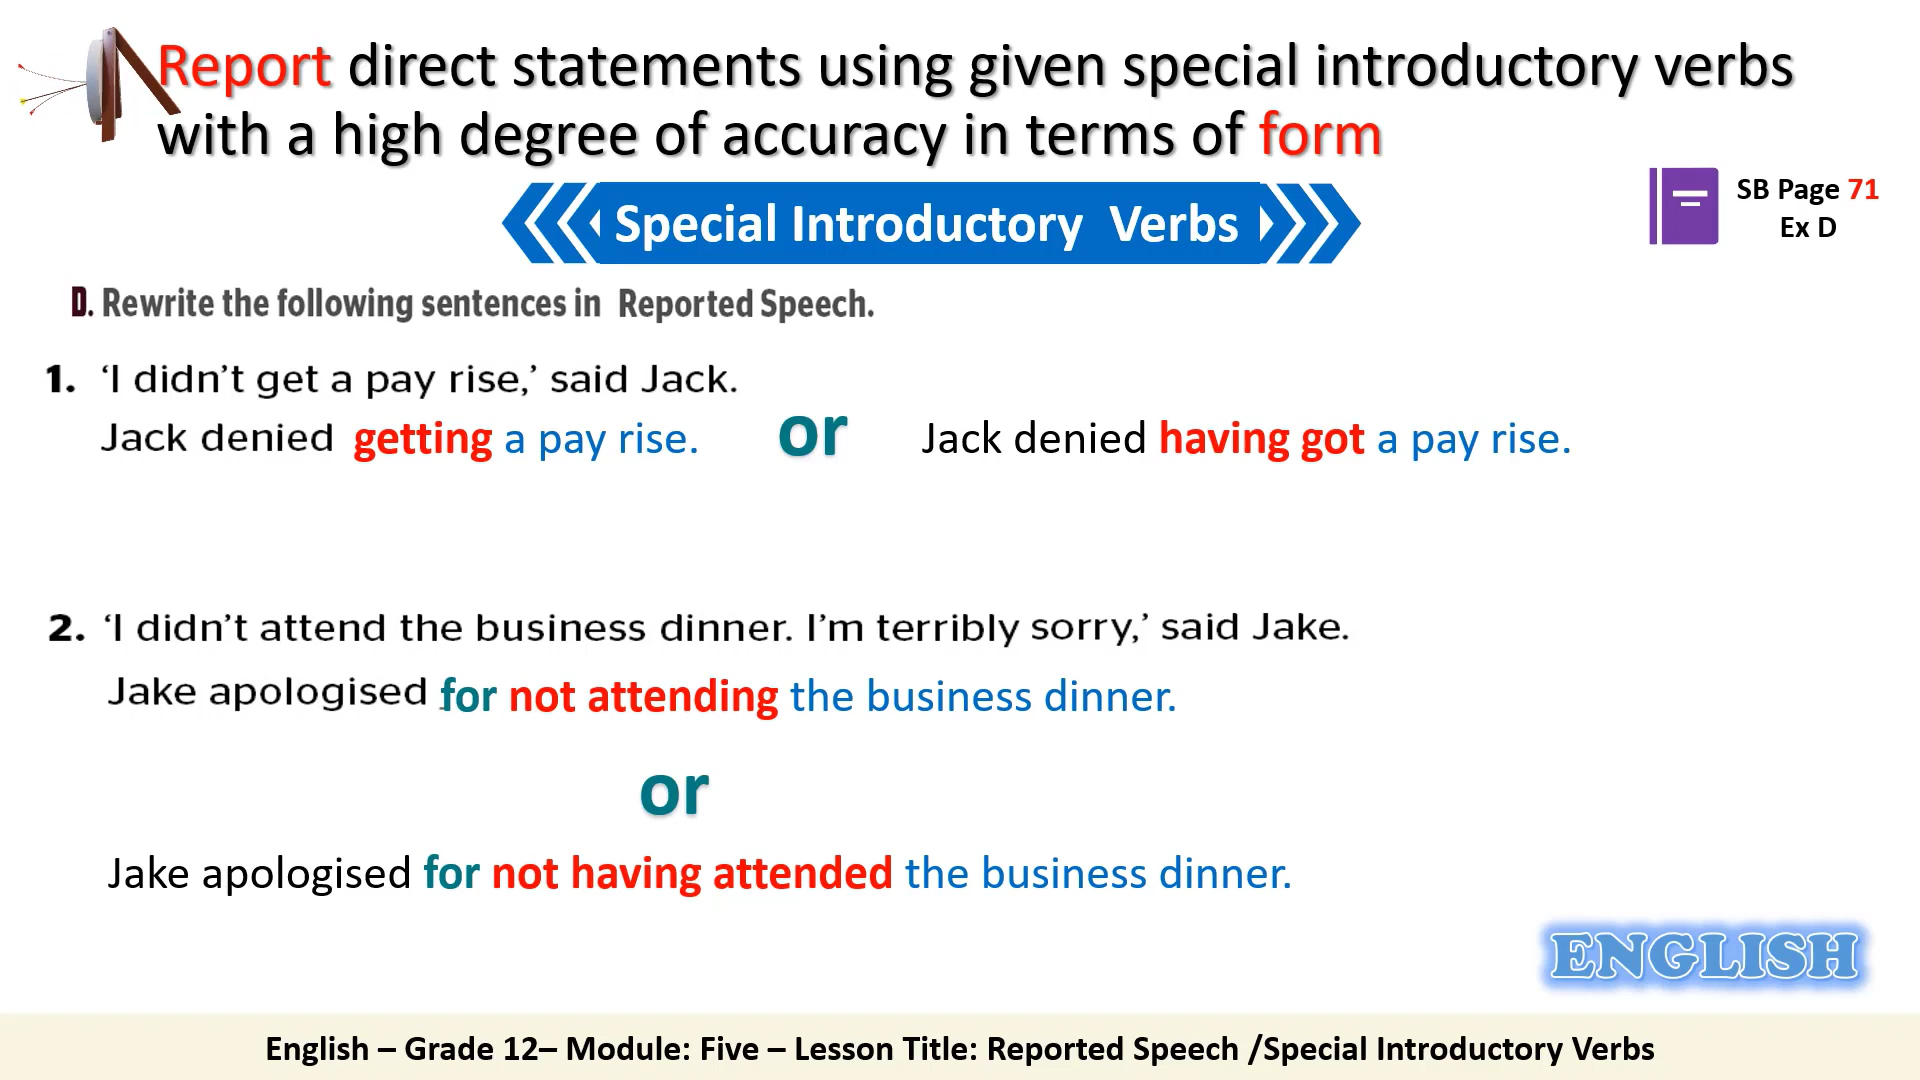 Report direct statements using given special introductory verbs
with a high degree of accuracy in terms of form
Special Introductory Verbs
SB Page 71
Ex D
D. Rewrite the following sentences in Reported Speech.
1. ‘I didn’t get a pay rise,’ said Jack.
Jack denied getting a pay rise. or Jack denied having got a pay rise.
2. ‘I didn’t attend the business dinner. I’m terribly sorry,’ said Jake.
Jake apologised for not attending the business dinner.
or
Jake apologised for not having attended the business dinner.
ENGLISH
English – Grade 12– Module: Five – Lesson Title: Reported Speech /Special Introductory Verbs